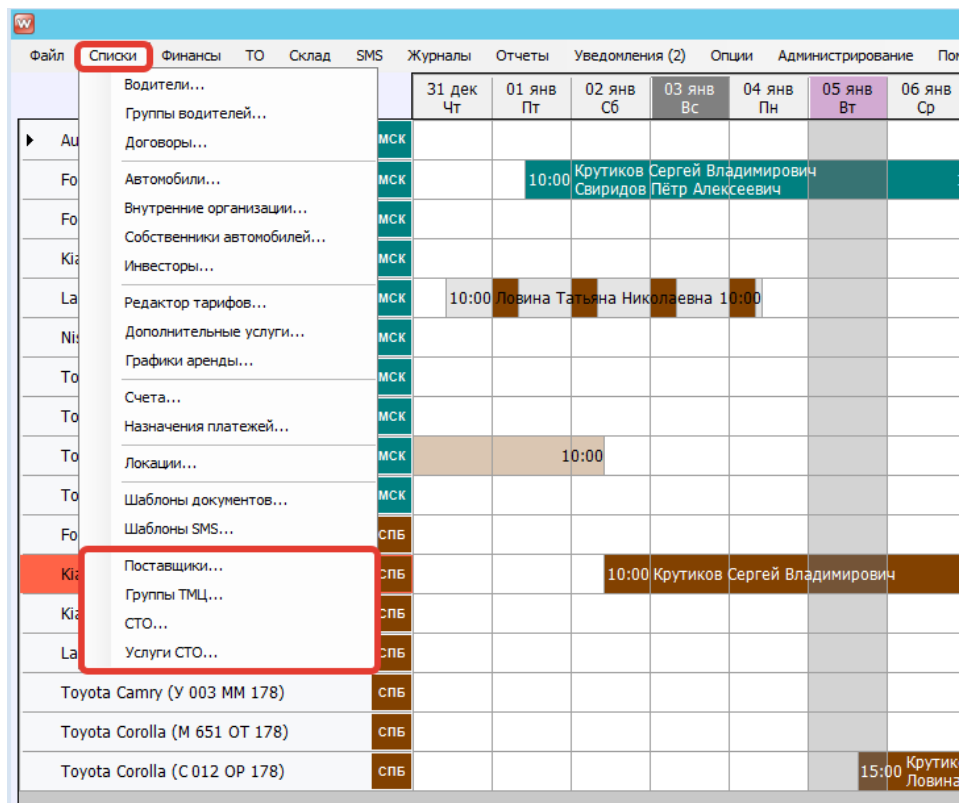 Файл Списки Финансы ТО Склад SMS Журналы Отчеты Уведомления (2) Опции Администрирование
31 дек 01 янв 02 янв 03 янв 04 янв 05 янв 06 янв
Чт Пт Сб Вс Пн Вт Ср
Водители...
Группы водителей...
Договоры...
Автомобили...
Внутренние организации...
Собственники автомобилей...
Инвесторы...
Редактор тарифов...
Дополнительные услуги...
Графики аренды...
Счета...
Назначения платежей...
Локации...
Шаблоны документов...
Шаблоны SMS...
Поставщики...
Группы ТМЦ...
СТО...
Услуги СТО...
МСК
МСК
10:00 Крутиков Сергей Владимирович
Свиридов Пётр Алексеевич
МСК
МСК
МСК
10:00 Ловина Татьяна Николаевна 10:00
МСК
МСК
МСК
МСК
10:00
МСК
СПБ
СПБ
10:00 Крутиков Сергей Владимирович
СПБ
СПБ
Toyota Camry (У 003 ММ 178) СПБ
Toyota Corolla (М 651 ОТ 178) СПБ
Toyota Corolla (С 012 ОР 178) СПБ
15:00
Ловина